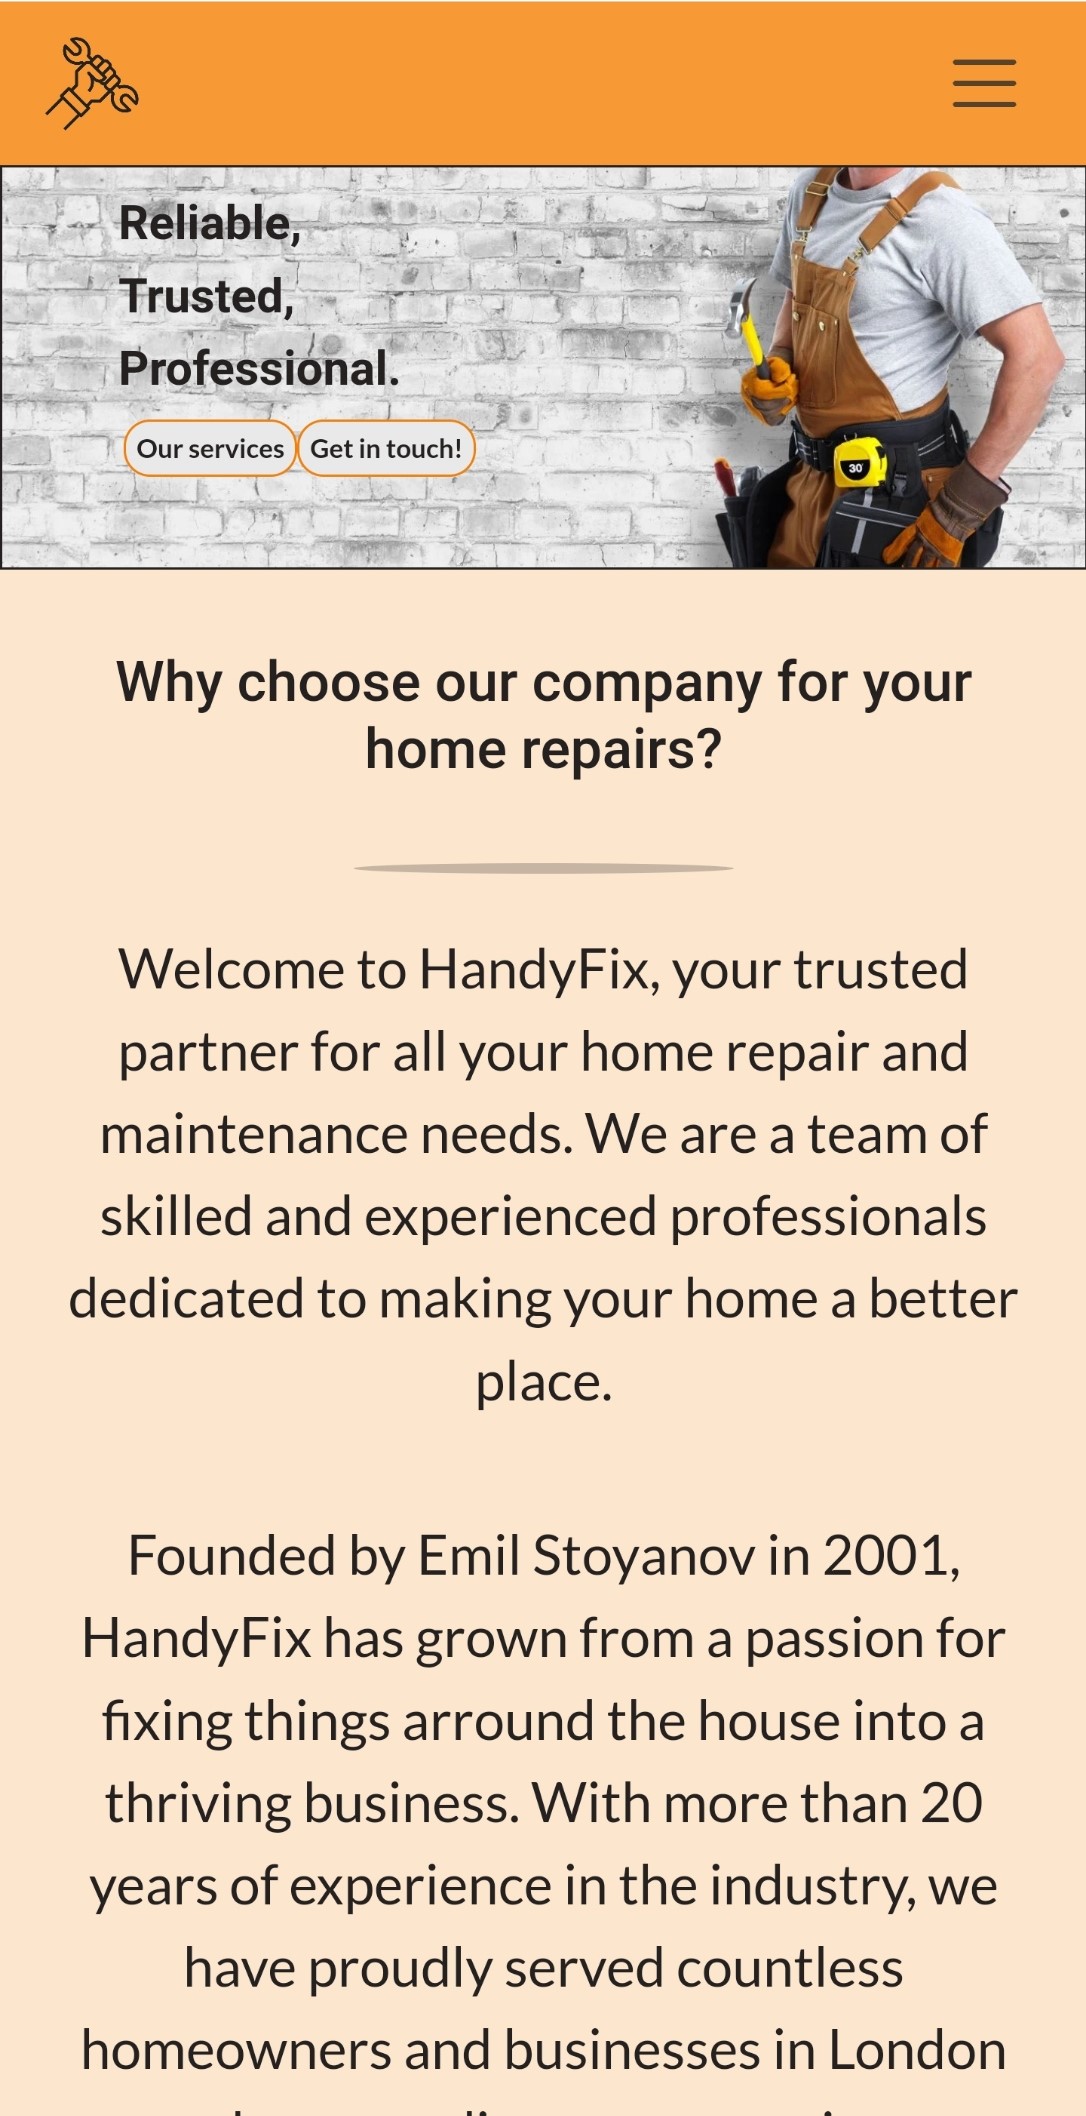 Reliable,
Trusted,
Professional.
Our services Get in touch!
30'
Why choose our company for your
home repairs?
Welcome to HandyFix, your trusted
partner for all your home repair and
maintenance needs. We are a team of
skilled and experienced professionals
dedicated to making your home a better
place.
Founded by Emil Stoyanov in 2001,
HandyFix has grown from a passion for
fixing things arround the house into a
thriving business. With more than 20
years of experience in the industry, we
have proudly served countless
homeowners and businesses in London